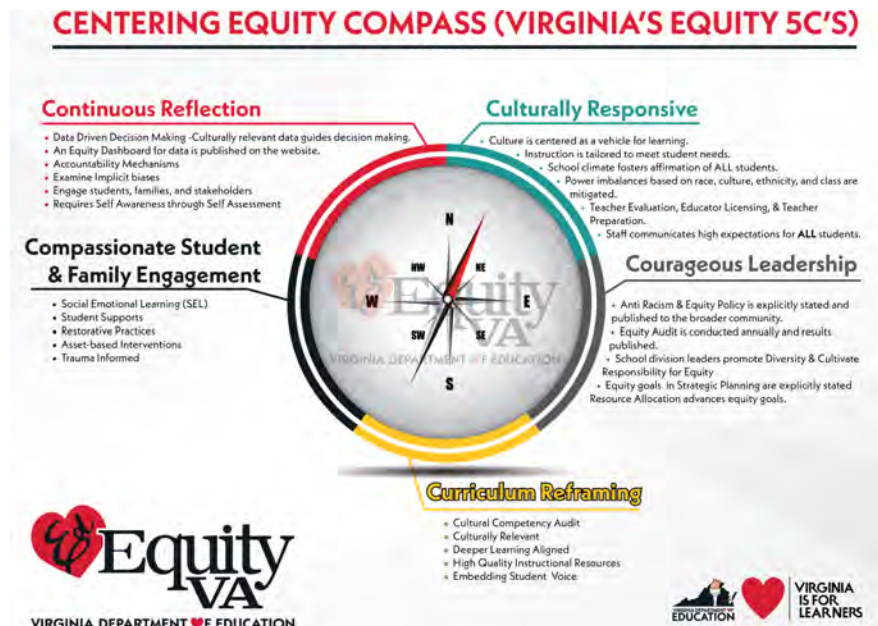 CENTERING EQUITY COMPASS (VIRGINIA'S EQUITY 5C'S)
Continuous Reflection
• Data Driven Decision Making -Culturally relevant data guides decision making.
• An Equity Dashboard for data is published on the website.
• Accountability Mechanisms
• Examine Implicit biases
• Engage students, families, and stakeholders
• Requires Self Awareness through Self Assessment
Culturally Responsive
• Culture is centered as a vehicle for learning.
• Instruction is tailored to meet student needs.
• School climate fosters affirmation of ALL students.
• Power imbalances based on race, culture, ethnicity, and class are
mitigated.
• Teacher Evaluation, Educator Licensing, & Teacher
Preparation.
• Staff communicates high expectations for ALL students.
Compassionate Student
& Family Engagement
• Social Emotional Learning (SEL)
• Student Supports
• Restorative Practices
• Asset-based Interventions
• Trauma Informed
Courageous Leadership
• Anti Racism & Equity Policy is explicitly stated and
published to the broader community.
• Equity Audit is conducted annually and results
published.
• School division leaders promote Diversity & Cultivate
Responsibility for Equity
• Equity goals in Strategic Planning are explicitly stated
Resource Allocation advances equity goals.
N
NW NE
W E
SW SE
S
Ed Equity
VA
VIRGINIA DEPARTMENT OF EDUCATION
Curriculum Reframing
• Cultural Competency Audit
• Culturally Relevant
• Deeper Learning Aligned
• High Quality Instructional Resources
• Embedding Student Voice
Ed Equity
VA
VIRGINIA DEPARTMENT OF EDUCATION
VIRGINIA DEPARTMENT OF
EDUCATION
VIRGINIA
IS FOR
LEARNERS